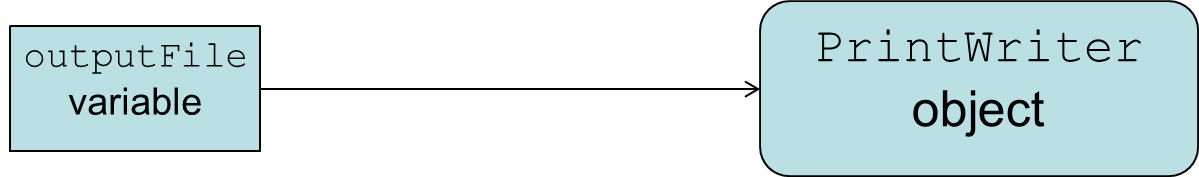 outputFile
variable
PrintWriter
object